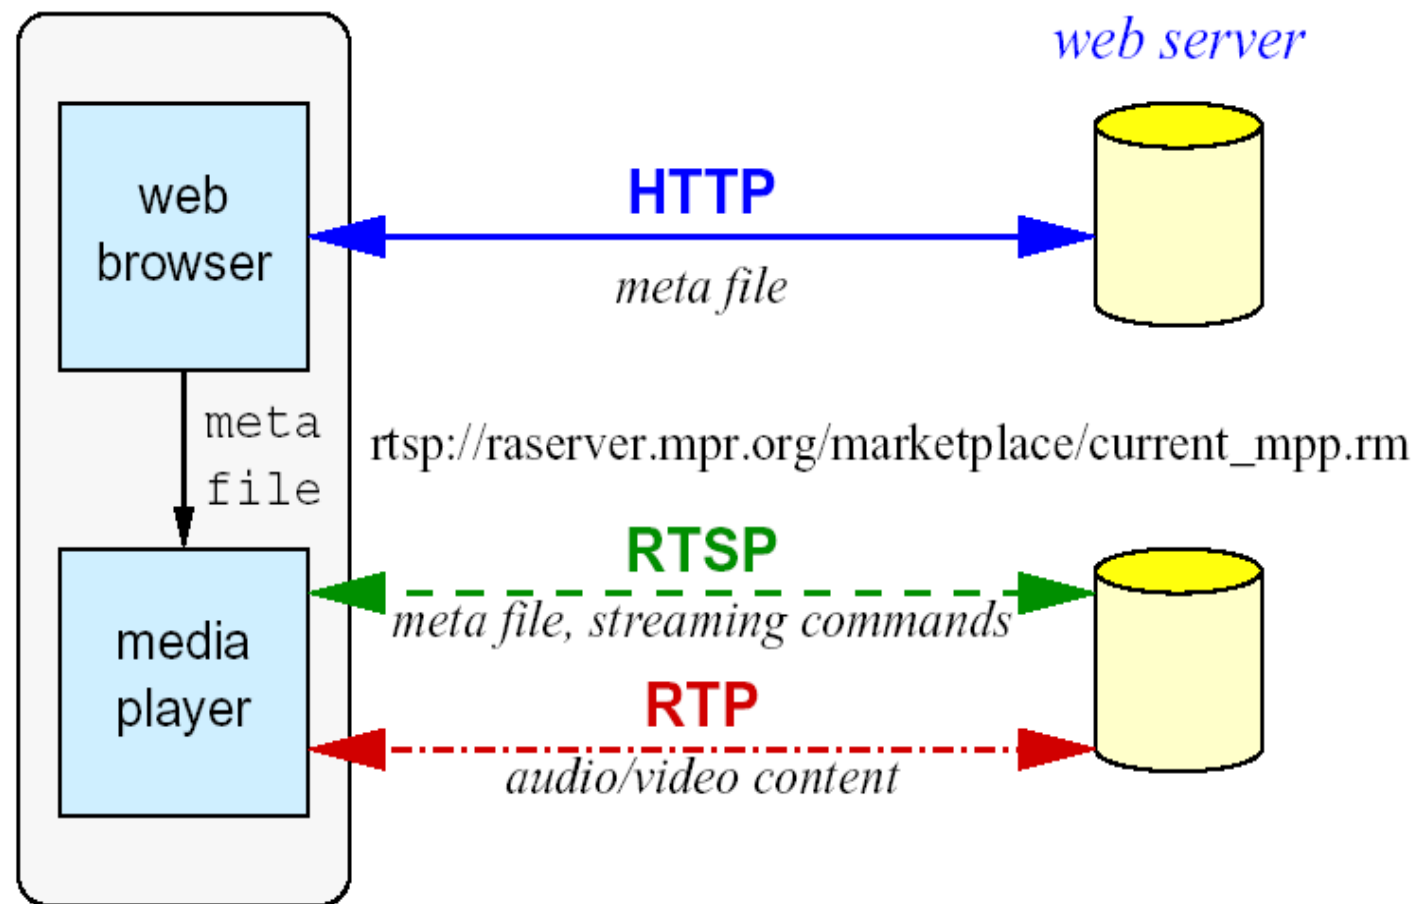 web server
web
browser
HTTP
meta file
meta
file
rtsp://raserver.mpr.org/marketplace/current_mpp.rm
RTSP
meta file, streaming commands
media
player
RTP
audio/video content